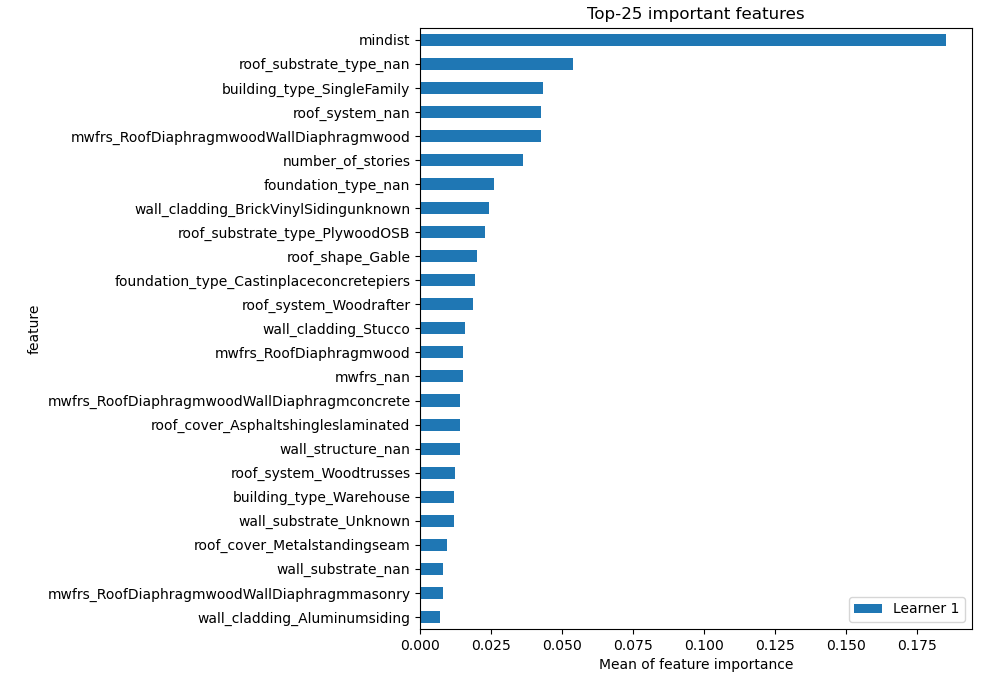 Top-25 important features
mindist
roof_substrate_type_nan
building_type_SingleFamily
roof_system_nan
mwfrs_RoofDiaphragmwoodWallDiaphragmwood
number_of_stories
foundation_type_nan
wall_cladding_BrickVinylSidingunknown
roof_substrate_type_PlywoodOSB
roof_shape_Gable
foundation_type_Castinplaceconcretepiers
roof_system_Woodrafter
wall_cladding_Stucco
mwfrs_RoofDiaphragmwood
mwfrs_nan
mwfrs_RoofDiaphragmwoodWallDiaphragmconcrete
roof_cover_Asphaltshingleslaminated
wall_structure_nan
roof_system_Woodtrusses
building_type_Warehouse
wall_substrate_Unknown
roof_cover_Metalstandingseam
wall_substrate_nan
mwfrs_RoofDiaphragmwoodWallDiaphragmmasonry
wall_cladding_Aluminumsiding
feature
Learner 1
0.000 0.025 0.050 0.075 0.100 0.125 0.150 0.175
Mean of feature importance